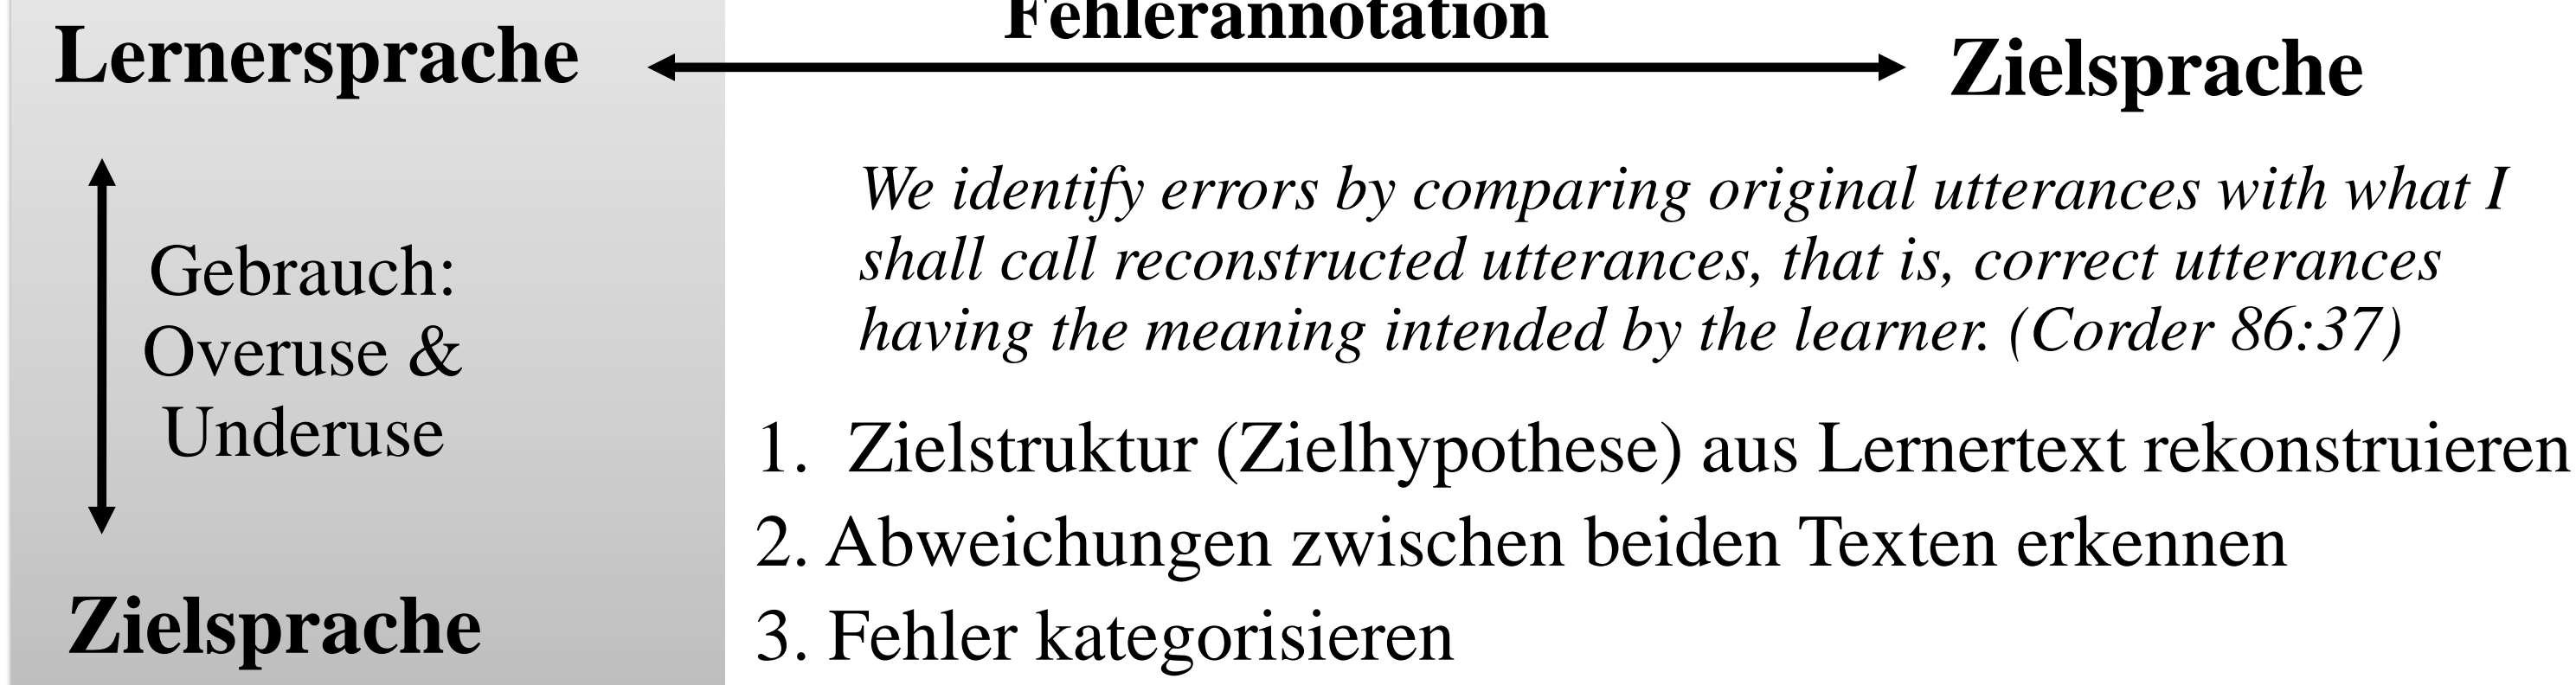 Fehlerannotation
Lernersprache
Zielsprache
Gebrauch:
Overuse &
Underuse
Zielsprache
We identify errors by comparing original utterances with what I
shall call reconstructed utterances, that is, correct utterances
having the meaning intended by the learner. (Corder 86:37)
1. Zielstruktur (Zielhypothese) aus Lernertext rekonstruieren
2. Abweichungen zwischen beiden Texten erkennen
3. Fehler kategorisieren